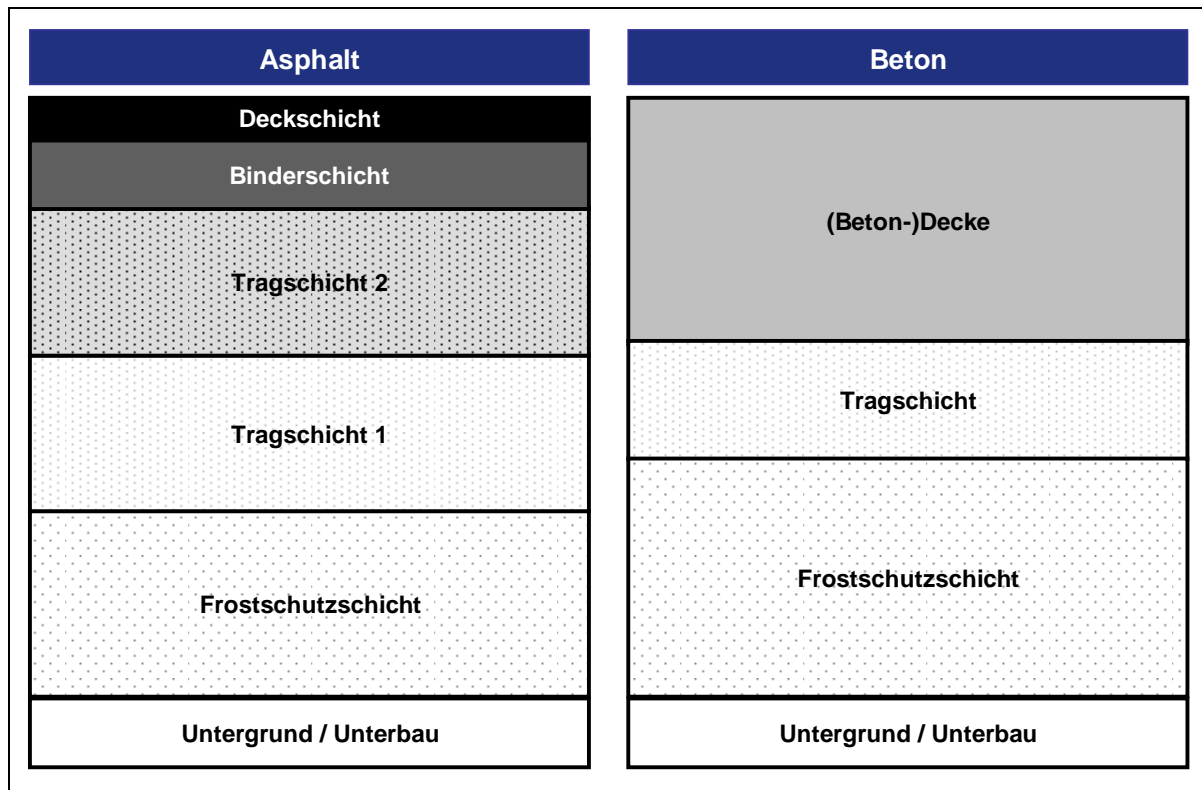 Asphalt
Deckschicht
Binderschicht
Tragschicht 2
Tragschicht 1
Frostschutzschicht
Untergrund / Unterbau
Beton
(Beton-)Decke
Tragschicht
Frostschutzschicht
Untergrund / Unterbau